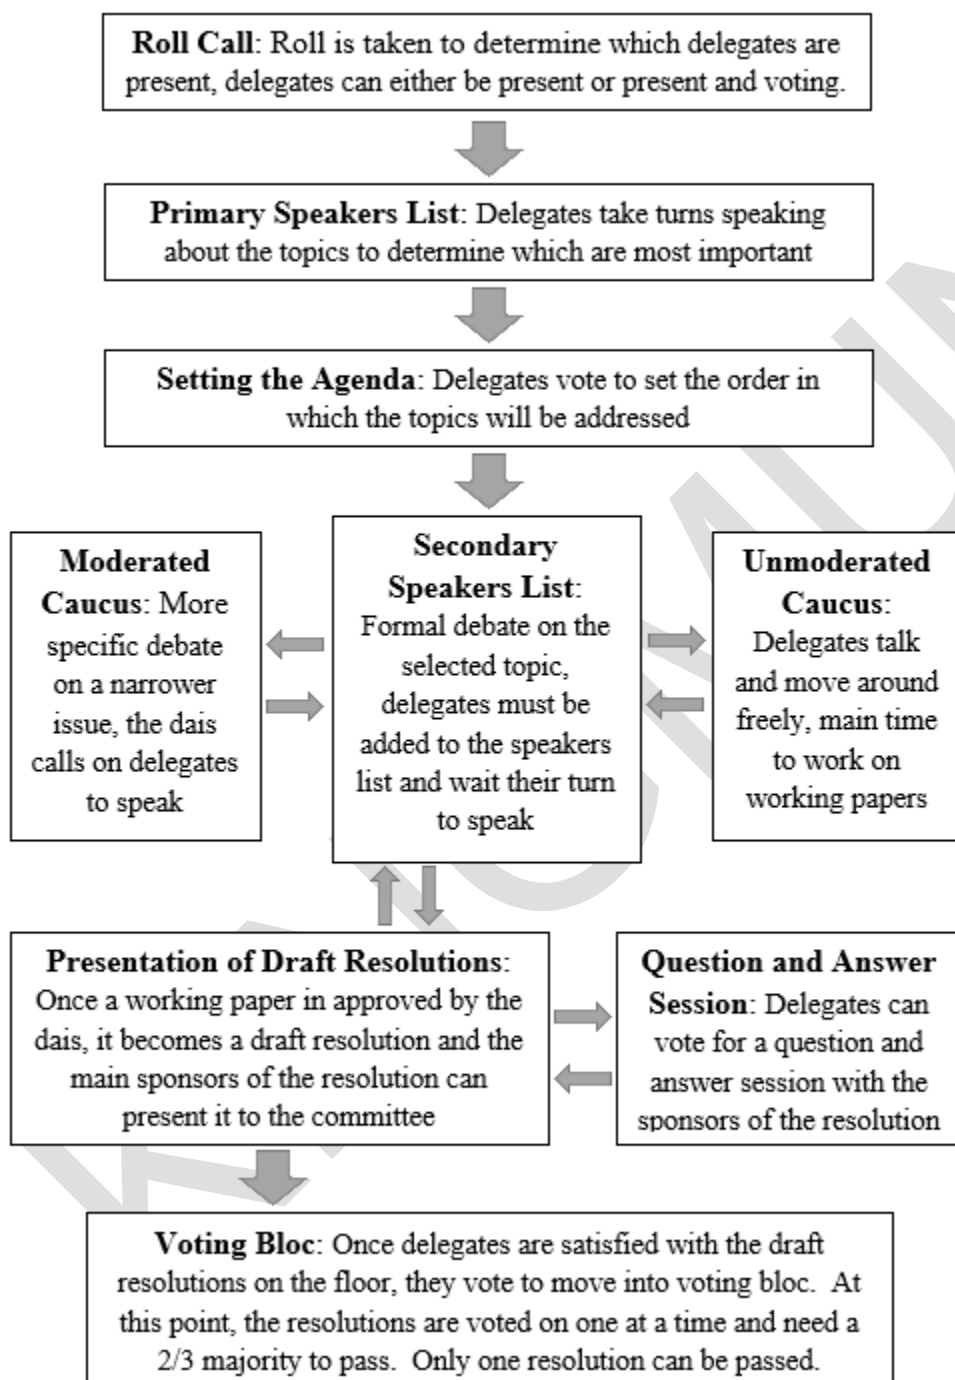 Roll Call: Roll is taken to determine which delegates are
present, delegates can either be present or present and voting.
Primary Speakers List: Delegates take turns speaking
about the topics to determine which are most important
Setting the Agenda: Delegates vote to set the order in
which the topics will be addressed
Moderated
Caucus: More
specific debate
on a narrower
issue, the dais
calls on delegates
to speak
Secondary
Speakers List:
Formal debate on the
selected topic,
delegates must be
added to the speakers
list and wait their turn
to speak
Unmoderated
Caucus:
Delegates talk
and move around
freely, main time
to work on
working papers
Presentation of Draft Resolutions:
Once a working paper in approved by the
dais, it becomes a draft resolution and the
main sponsors of the resolution can
present it to the committee
Question and Answer
Session: Delegates can
vote for a question and
answer session with the
sponsors of the resolution
Voting Bloc: Once delegates are satisfied with the draft
resolutions on the floor, they vote to move into voting bloc.  At
this point, the resolutions are voted on one at a time and need a
2/3 majority to pass.  Only one resolution can be passed.